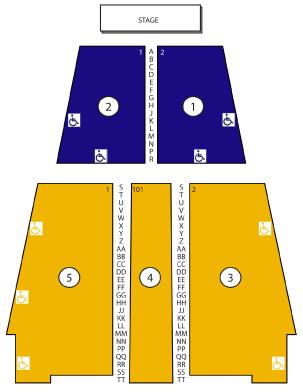 STAGE
1 A 2
B
C
D
E
F
G
2 H 1
J
K
L
M
N
P
R
1 S 101 S 2
T T
U U
V V
W W
X X
Y Y
Z Z
AA AA
BB BB
CC CC
DD DD
5 EE 4 EE 3
FF FF
GG GG
HH HH
JJ JJ
KK KK
LL LL
MM MM
NN NN
PP PP
QQ QQ
RR RR
SS SS
TT TT